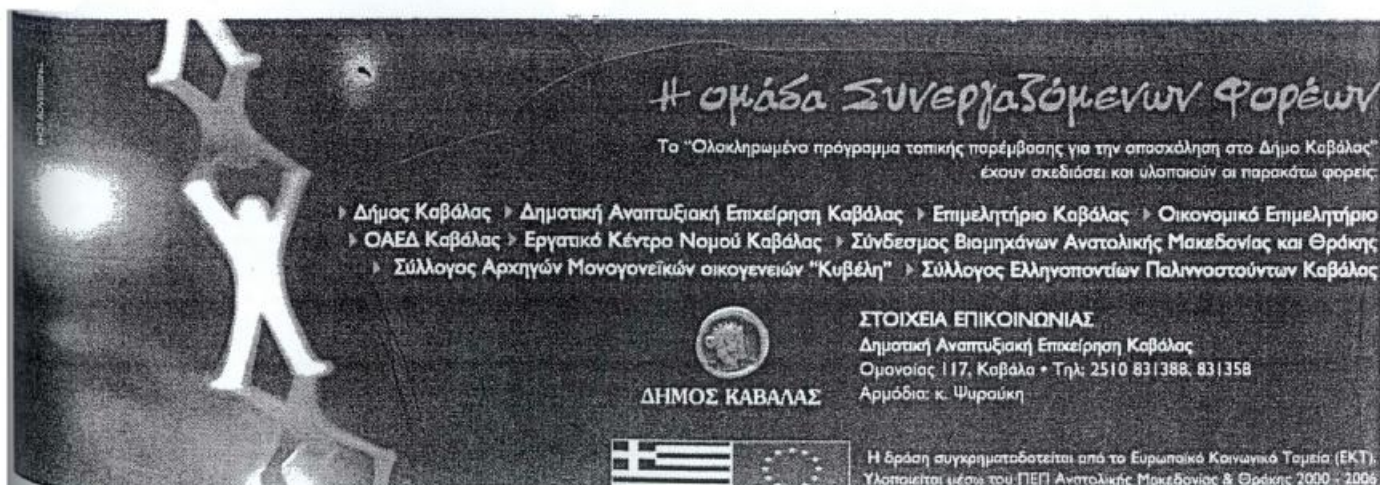 Η ομάδα Συνεργαζόμενων Φορέων
Το "Ολοκληρωμένο πρόγραμμα τοπικής παρέμβασης για την απασχόληση στο Δήμο Καβάλας"
έχουν σχεδιάσει και υλοποιούν οι παρακάτω φορείς:
Δήμος Καβάλας Δημοτική Αναπτυξιακή Επιχείρηση Καβάλας Επιμελητήριο Καβάλας Οικονομικό Επιμελητήριο
ΟΑΕΔ Καβάλας Εργατικό Κέντρο Νομού Καβάλας Σύνδεσμος Βιομηχάνων Ανατολικής Μακεδονίας και Θράκης
Σύλλογος Αρχηγών Μονογονεϊκών οικογενειών "Κυβέλη" Σύλλογος Ελληνοποντίων Παλιννοστούντων Καβάλας
ΣΤΟΙΧΕΙΑ ΕΠΙΚΟΙΝΩΝΙΑΣ
Δημοτική Αναπτυξιακή Επιχείρηση Καβάλας
Ομονοίας 117, Καβάλα • Τηλ: 2510 831388, 831358
Αρμόδια: κ. Ψυρούκη
ΔΗΜΟΣ ΚΑΒΑΛΑΣ
Η δράση συγχρηματοδοτείται από το Ευρωπαϊκό Κοινωνικό Ταμείο (ΕΚΤ).
Υλοποιείται μέσω του ΠΕΠ Ανατολικής Μακεδονίας & Θράκης 2000 - 2006